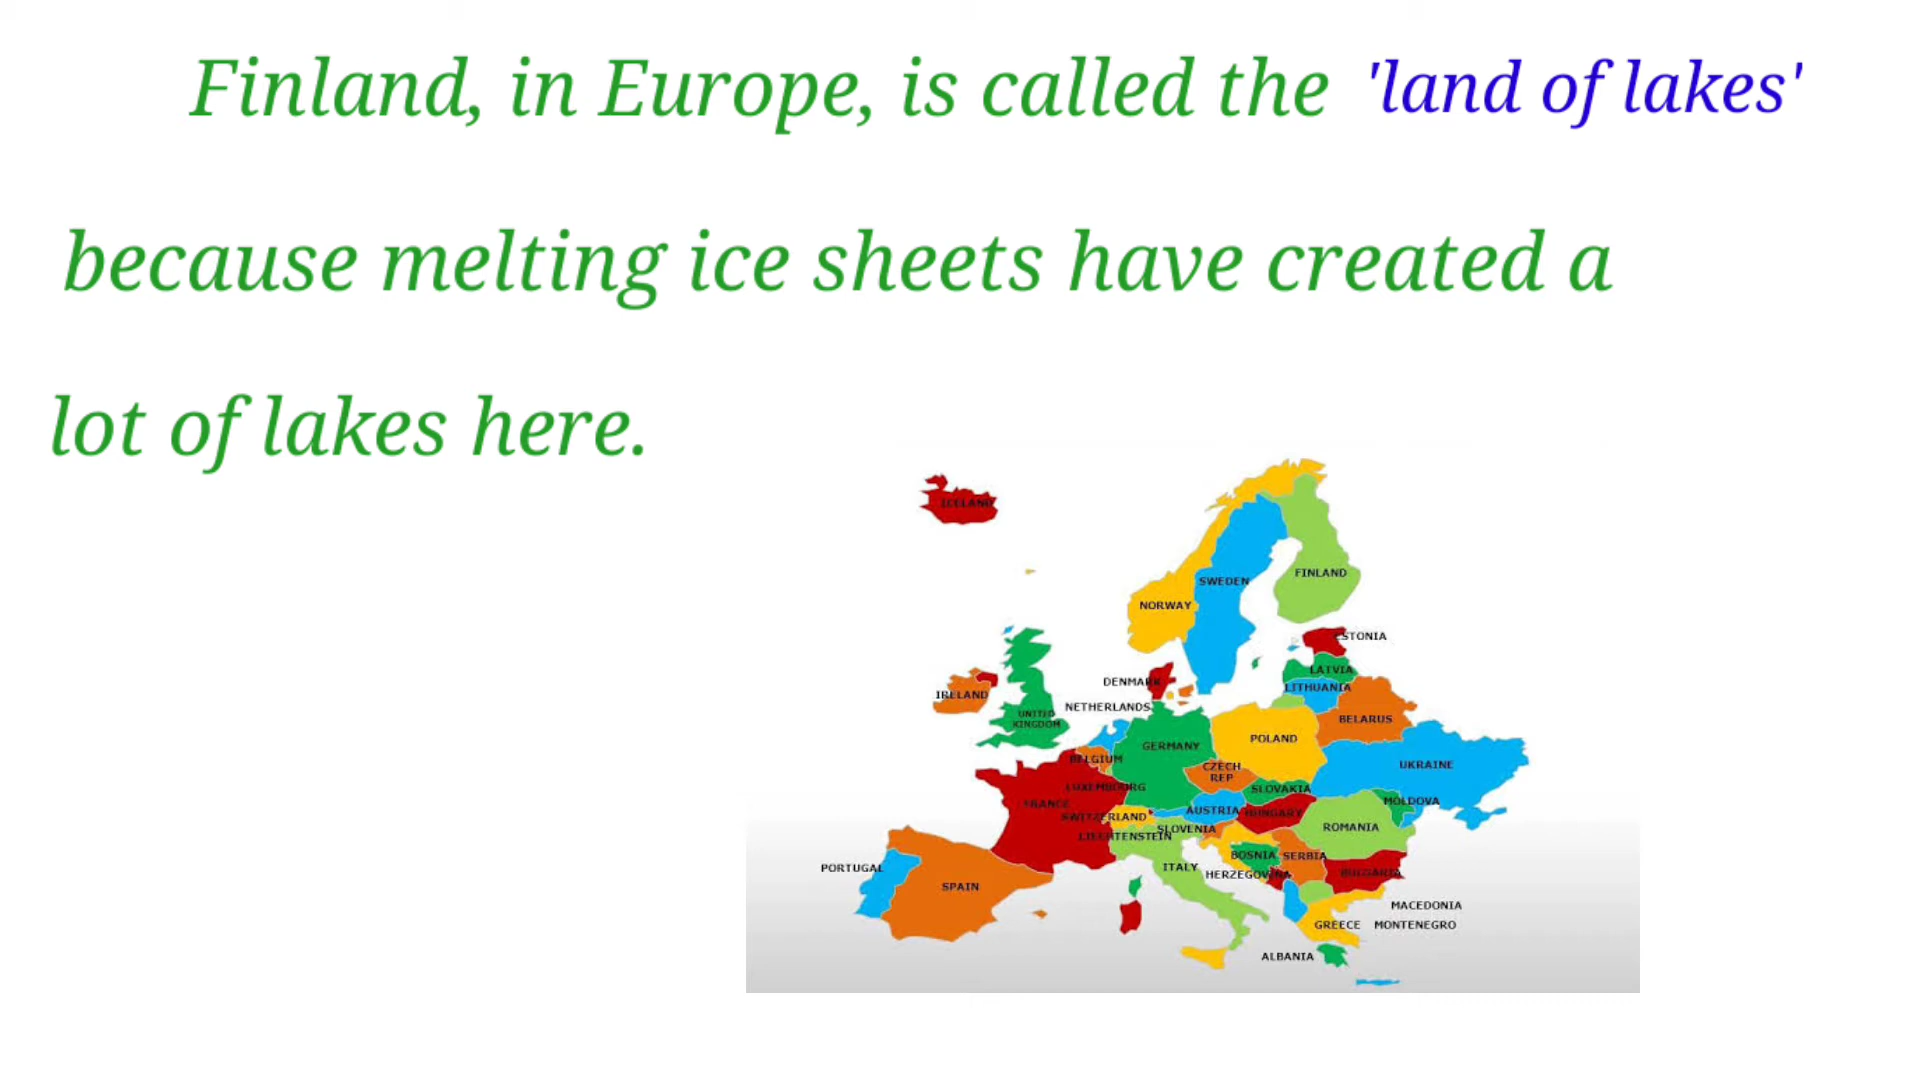 Finland, in Europe, is called the 'land of lakes'
because melting ice sheets have created a
lot of lakes here.
ICELAND
FINLAND
SWEDEN
NORWAY
ESTONIA
LATVIA
DENMARK
LITHUANIA
IRELAND
NETHERLANDS
UNITED
KINGDOM
BELARUS
POLAND
GERMANY
BELGIUM
UKRAINE
CZECH
REP
LUXEMBOURG
SLOVAKIA
FRANCE
MOLDOVA
AUSTRIA
HUNGARY
SWITZERLAND
SLOVENIA
ROMANIA
LIECHTENSTEIN
BOSNIA
SERBIA
PORTUGAL
ITALY
HERZEGOVINA
BULGARIA
SPAIN
MACEDONIA
GREECE
MONTENEGRO
ALBANIA